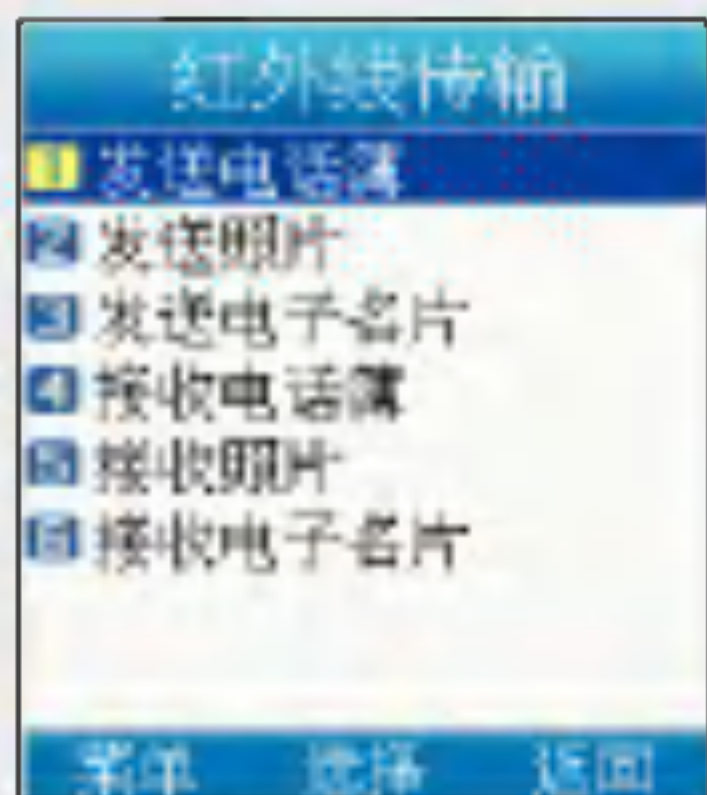 红外线传输
1 发送电话簿
2 发送照片
3 发送电子名片
4 接收电话簿
5 接收照片
6 接收电子名片
菜单 选择 返回